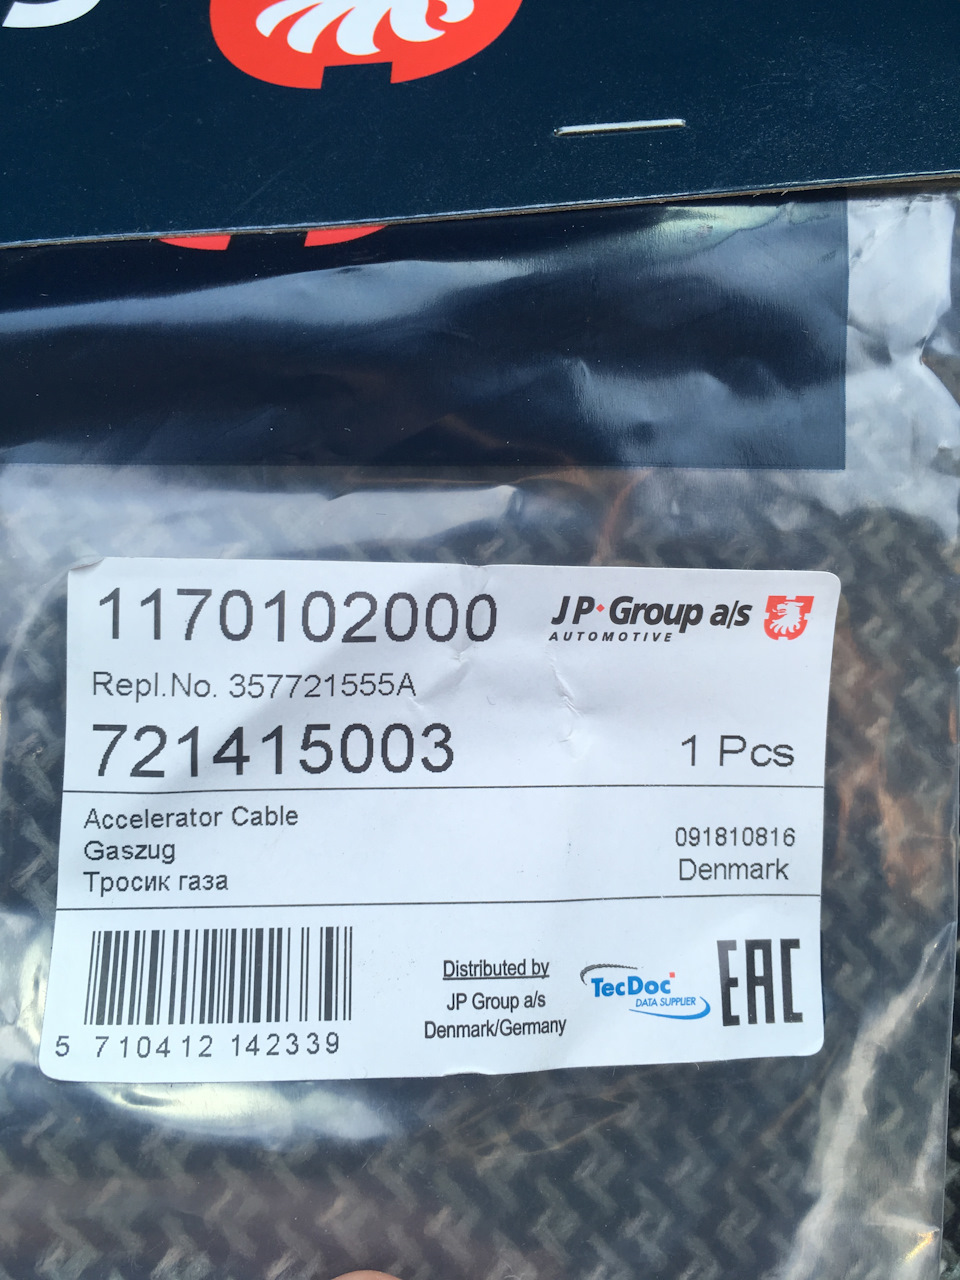 1170102000
JP Group a/s
AUTOMOTIVE
Repl.No. 357721555A
721415003
1 Pcs
Accelerator Cable
Gaszug
Тросик газа
091810816
Denmark
Distributed by
JP Group a/s
Denmark/Germany
TecDoc
DATA SUPPLIER
EAC
5 710412 142339